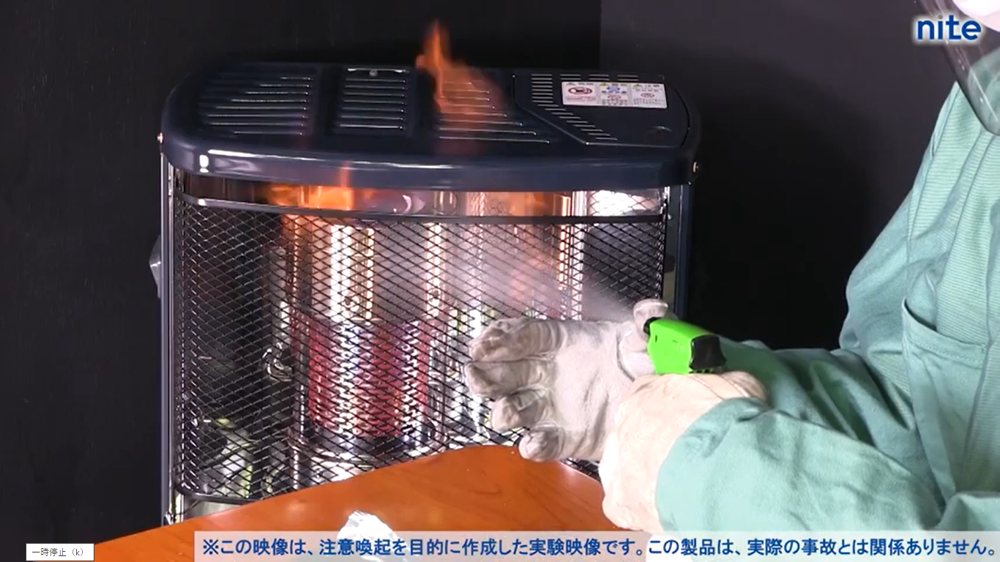 nite
※この映像は、注意喚起を目的に作成した実験映像です。この製品は、実際の事故とは関係ありません。
一時停止（k）